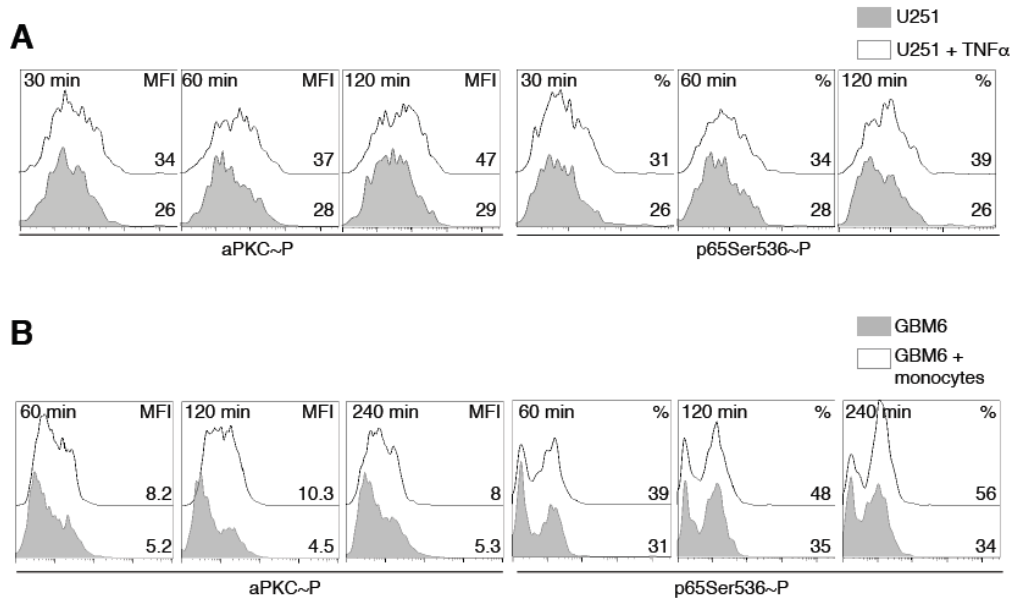 A
U251
U251 + TNFα
30 min MFI
34
26
60 min MFI
37
28
120 min MFI
47
29
aPKC~P
30 min %
31
26
60 min %
34
28
120 min %
39
26
p65Ser536~P
B
GBM6
GBM6 +
monocytes
60 min MFI
8.2
5.2
120 min MFI
10.3
4.5
240 min MFI
8
5.3
aPKC~P
60 min %
39
31
120 min %
48
35
240 min %
56
34
p65Ser536~P